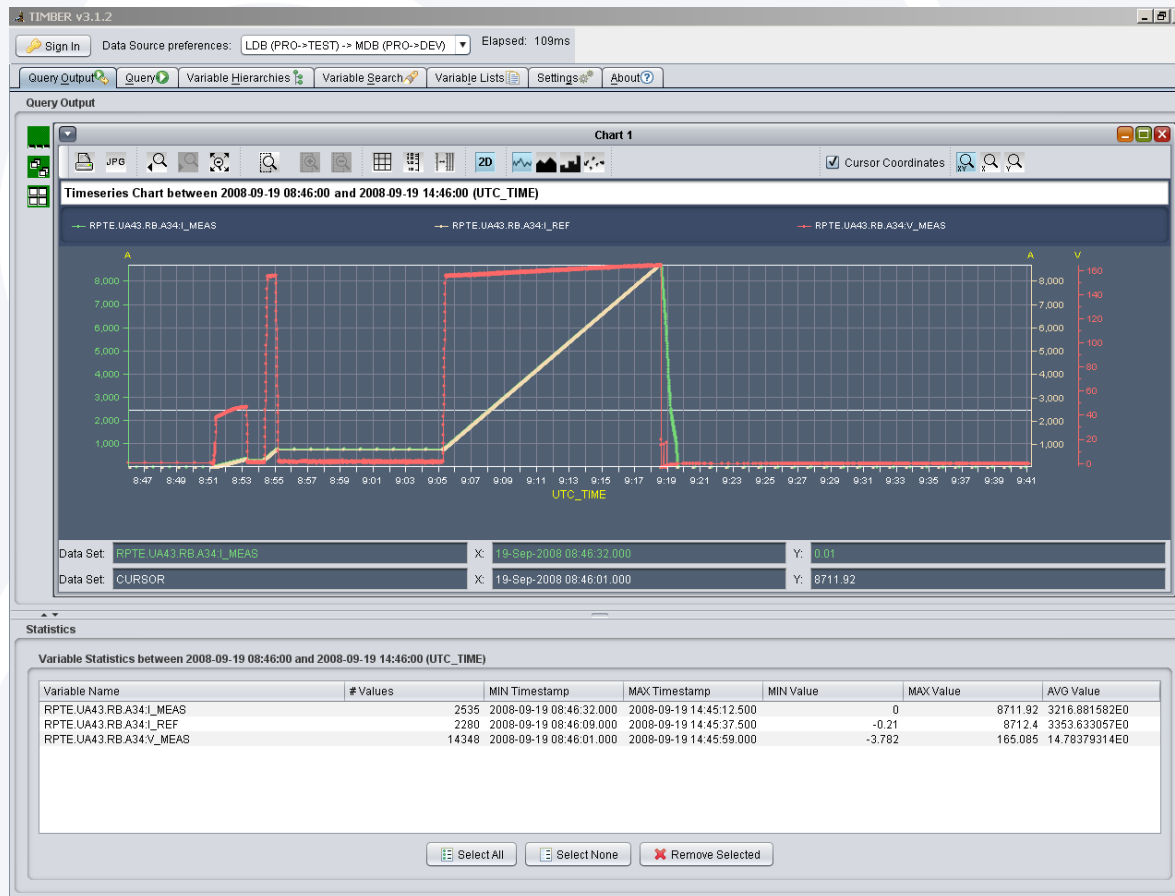 TIMBER v3.1.2
Sign In Data Source preferences: LDB (PRO->TEST) -> MDB (PRO->DEV) Elapsed: 109ms
Query Output Query Variable Hierarchies Variable Search Variable Lists Settings About
Query Output
Chart 1
JPG 2D Cursor Coordinates XY X Y
Timeseries Chart between 2008-09-19 08:46:00 and 2008-09-19 14:46:00 (UTC_TIME)
RPTE.UA43.RB.A34:I_MEAS RPTE.UA43.RB.A34:I_REF RPTE.UA43.RB.A34:V_MEAS
A A V
160
8,000 8,000
140
7,000 7,000
120
6,000 6,000
5,000 5,000 100
4,000 4,000 80
3,000 3,000 60
40
2,000 2,000
1,000 1,000 20
0
8:47 8:49 8:51 8:53 8:55 8:57 8:59 9:01 9:03 9:05 9:07 9:09 9:11 9:13 9:15 9:17 9:19 9:21 9:23 9:25 9:27 9:29 9:31 9:33 9:35 9:37 9:39 9:41
UTC_TIME
Data Set: RPTE.UA43.RB.A34:I_MEAS X: 19-Sep-2008 08:46:32.000 Y: 0.01
Data Set: CURSOR X: 19-Sep-2008 08:46:01.000 Y: 8711.92
Statistics
Variable Statistics between 2008-09-19 08:46:00 and 2008-09-19 14:46:00 (UTC_TIME)
Variable Name # Values MIN Timestamp MAX Timestamp MIN Value MAX Value AVG Value
RPTE.UA43.RB.A34:I_MEAS 2535 2008-09-19 08:46:32.000 2008-09-19 14:45:12.500 0 8711.92 3216.881582E0
RPTE.UA43.RB.A34:I_REF 2280 2008-09-19 08:46:09.000 2008-09-19 14:45:37.500 -0.21 8712.4 3353.633057E0
RPTE.UA43.RB.A34:V_MEAS 14348 2008-09-19 08:46:01.000 2008-09-19 14:45:59.000 -3.782 165.085 14.78379314E0
Select All Select None Remove Selected